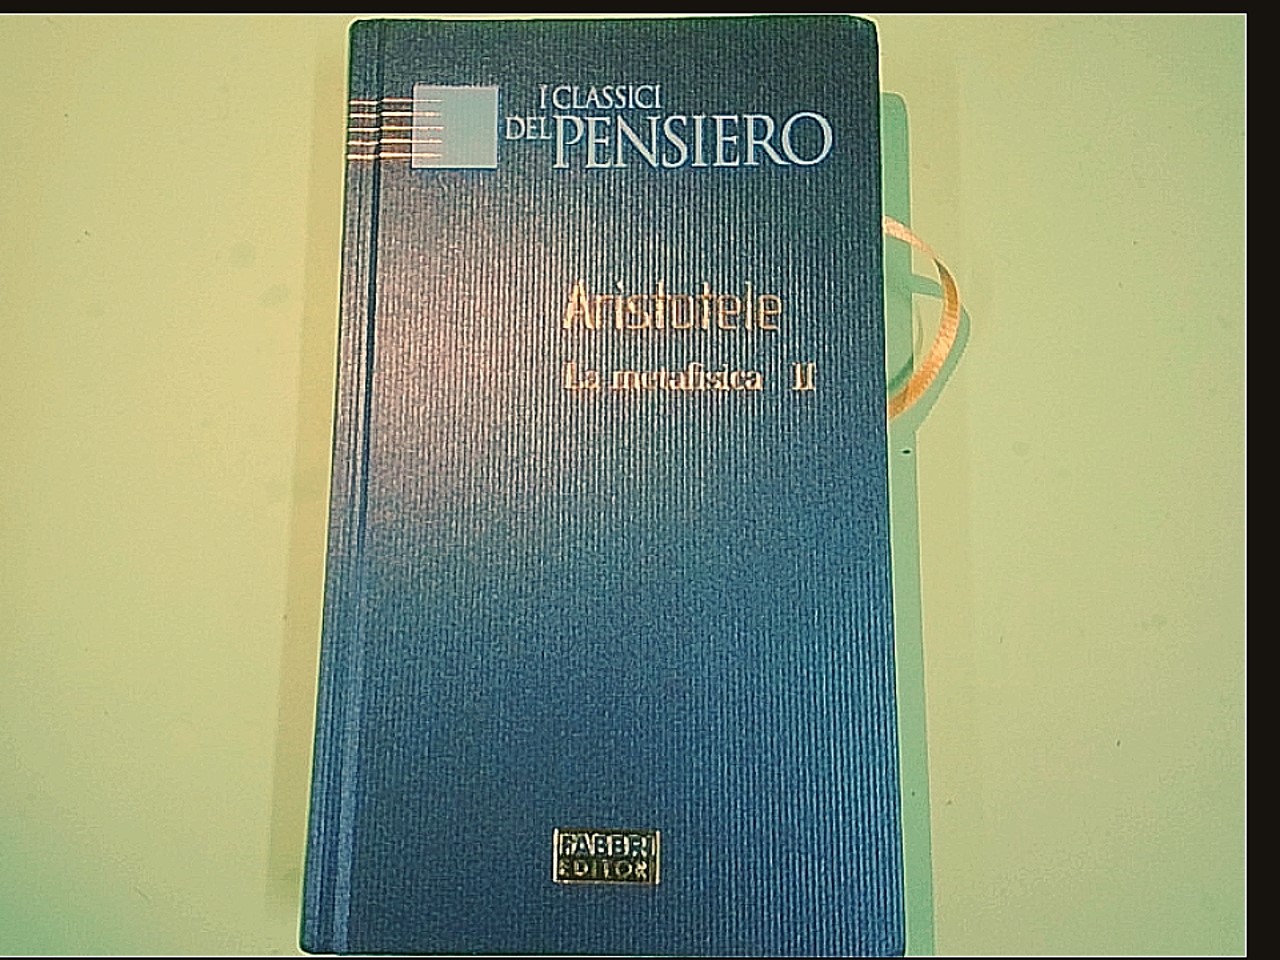 I CLASSICI
DEL PENSIERO
Aristotele
La metafisica II
FABBRI
EDITORI